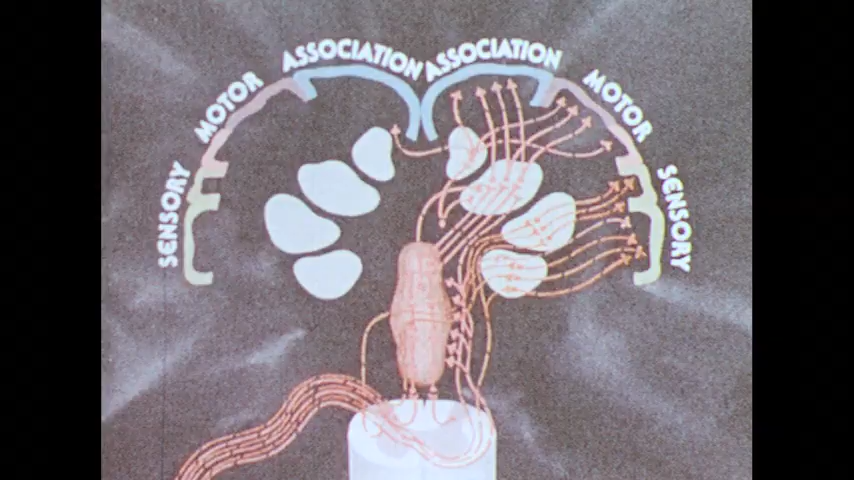 SENSORY
MOTOR
ASSOCIATION
ASSOCIATION
MOTOR
SENSORY